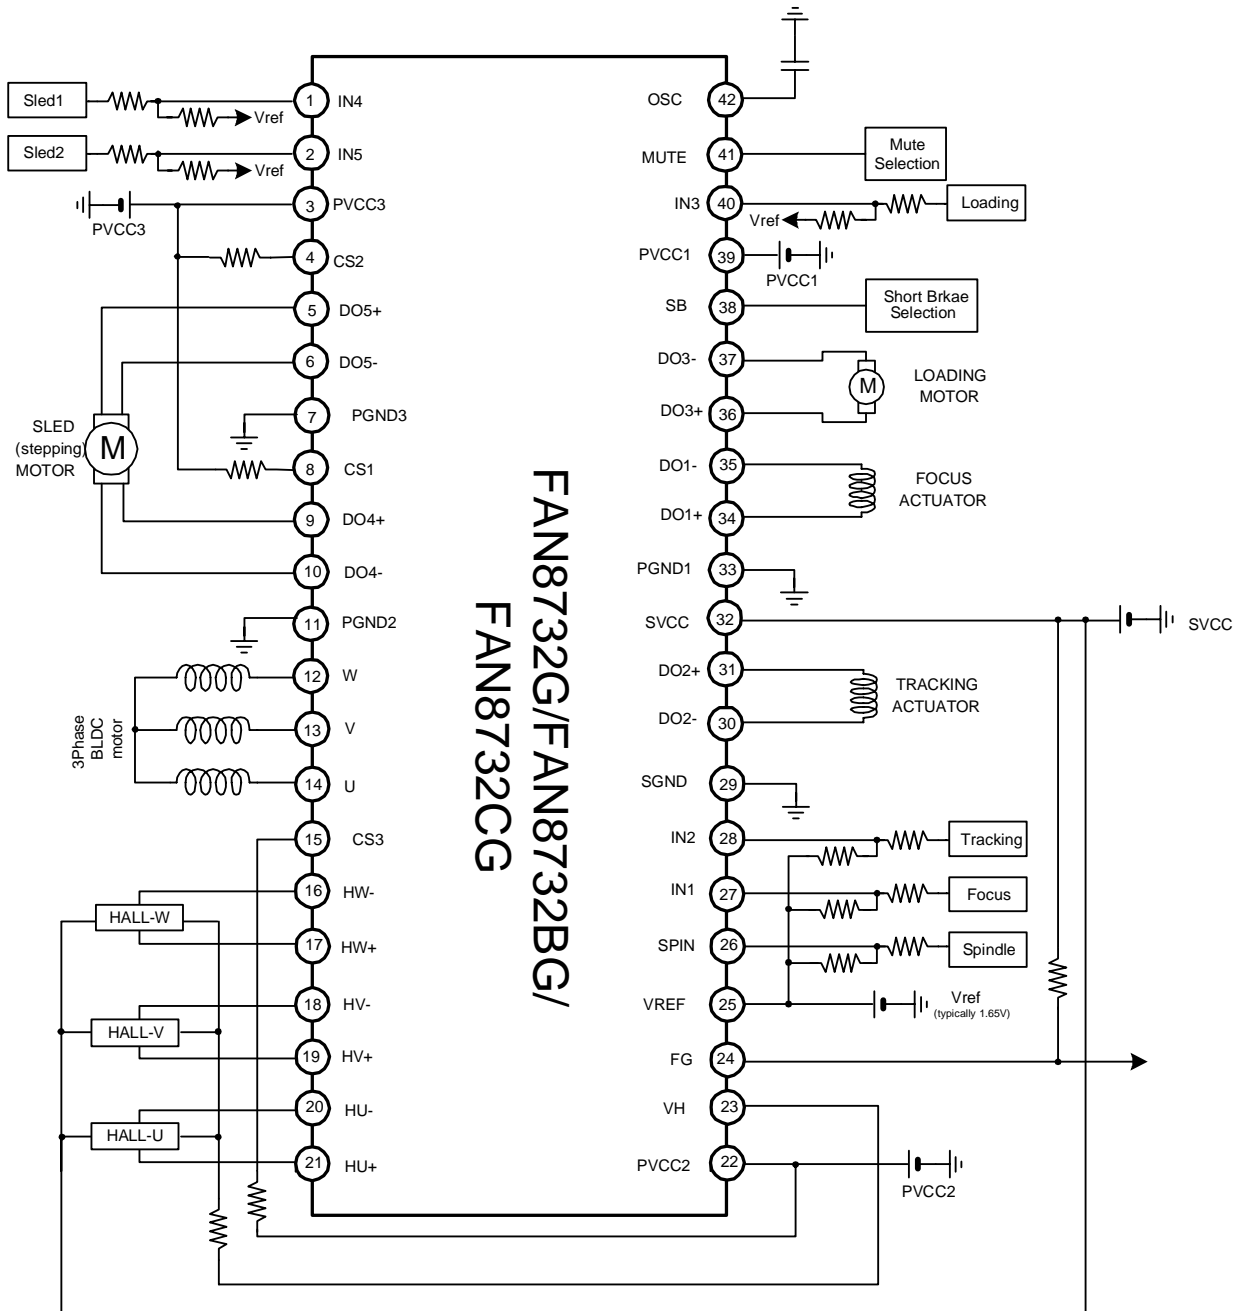 Sled1
Vref
Sled2
Vref
PVCC3
SLED
(stepping)
MOTOR
M
3Phase
BLDC
motor
HALL-W
HALL-V
HALL-U
1 IN4
2 IN5
3 PVCC3
4 CS2
5 DO5+
6 DO5-
7 PGND3
8 CS1
9 DO4+
10 DO4-
11 PGND2
12 W
13 V
14 U
15 CS3
16 HW-
17 HW+
18 HV-
19 HV+
20 HU-
21 HU+
FAN8732G/FAN8732BG/
FAN8732CG
OSC 42
MUTE 41
IN3 40
PVCC1 39
SB 38
DO3- 37
DO3+ 36
DO1- 35
DO1+ 34
PGND1 33
SVCC 32
DO2+ 31
DO2- 30
SGND 29
IN2 28
IN1 27
SPIN 26
VREF 25
FG 24
VH 23
PVCC2 22
Mute
Selection
Loading
Vref
PVCC1
Short Brkae
Selection
M
LOADING
MOTOR
FOCUS
ACTUATOR
SVCC
TRACKING
ACTUATOR
Tracking
Focus
Spindle
Vref
(typically 1.65V)
PVCC2